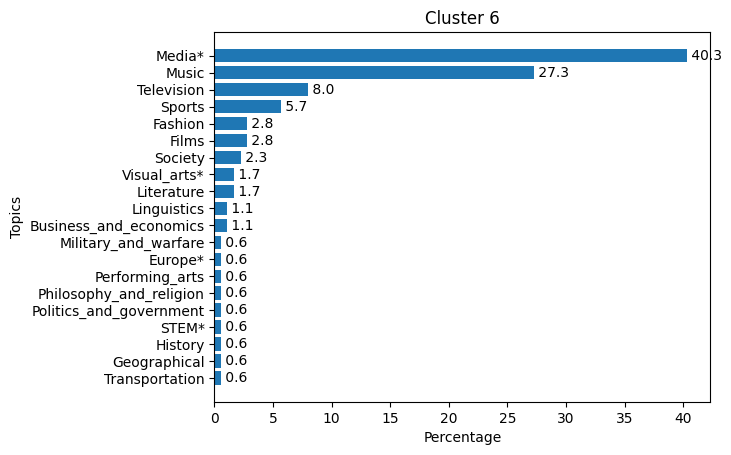 Cluster 6
Media* 40.3
Music 27.3
Television 8.0
Sports 5.7
Fashion 2.8
Films 2.8
Society 2.3
Visual_arts* 1.7
Literature 1.7
Linguistics 1.1
Business_and_economics 1.1
Military_and_warfare 0.6
Europe* 0.6
Performing_arts 0.6
Philosophy_and_religion 0.6
Politics_and_government 0.6
STEM* 0.6
History 0.6
Geographical 0.6
Transportation 0.6
Topics
0 5 10 15 20 25 30 35 40
Percentage